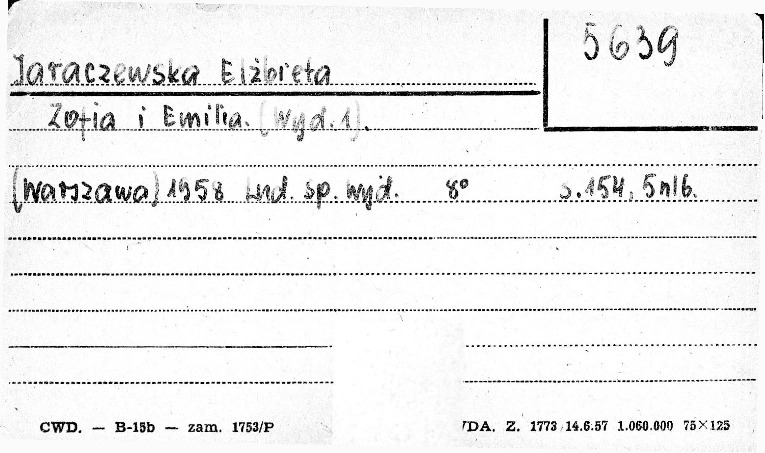 5639
Jaraczewska Elżbieta
Zofia i Emilia. (Wyd. 1).
(Warszawa) 1958 Lud. sp. wyd. 8° s. 154, 5 nlb.
CWD. — B-15b — zam. 1753/P
DA. Z. 1773 14.6.57 1.060.000 75×125